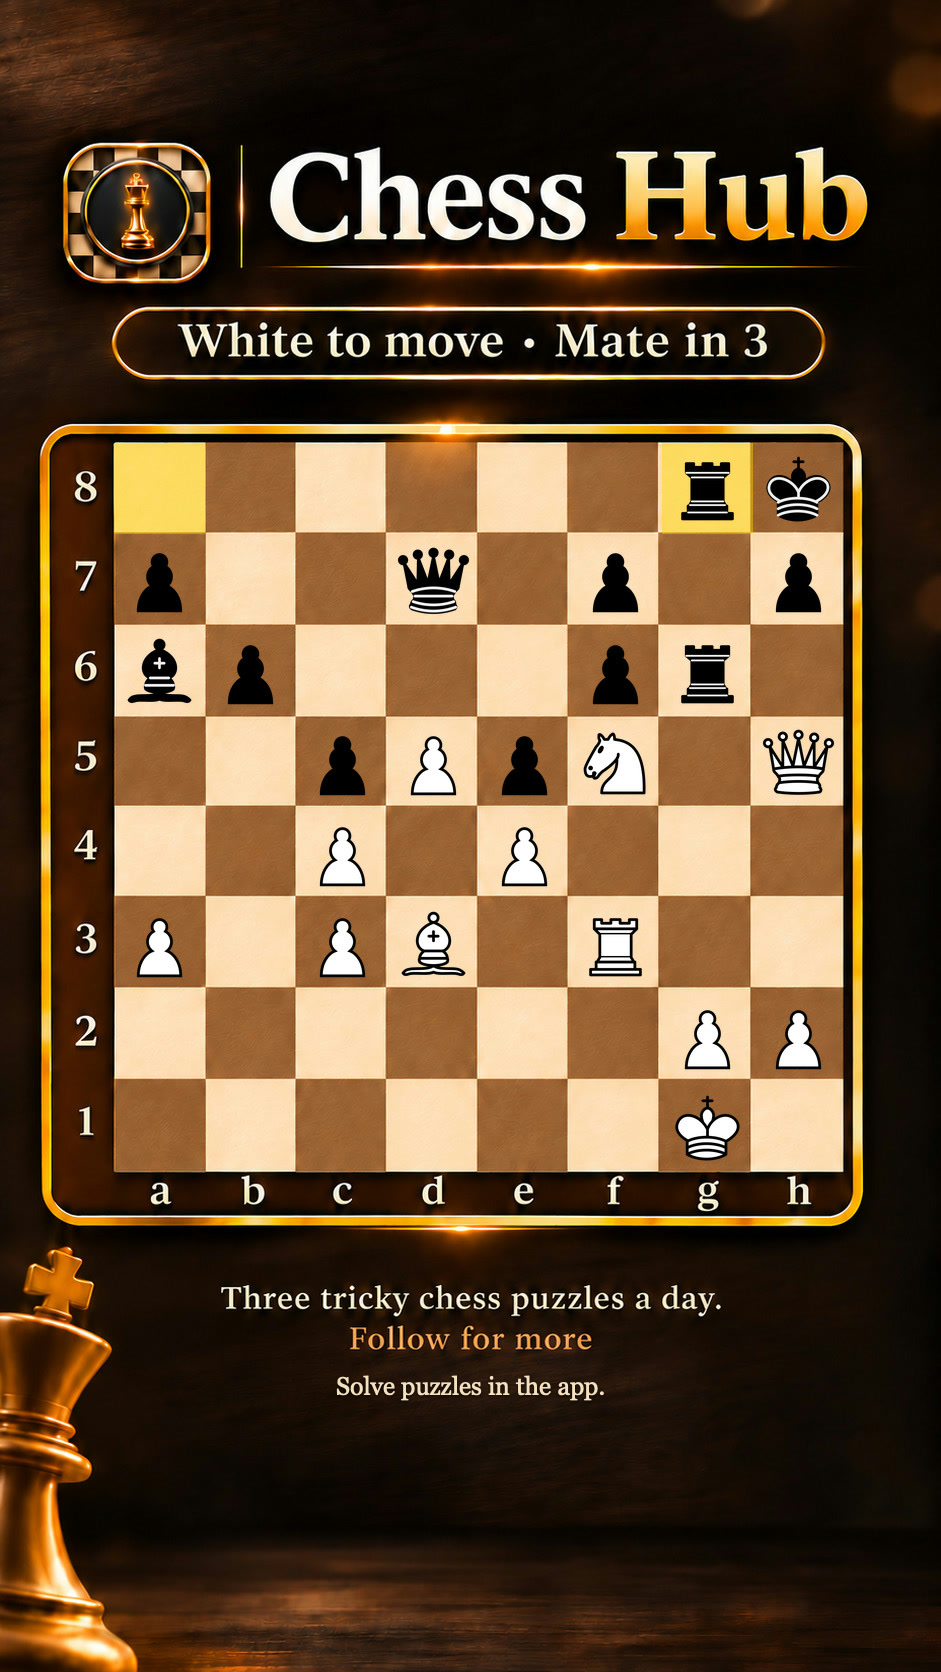 Chess Hub
White to move • Mate in 3
8
7
6
5
4
3
2
1
a b c d e f g h
Three tricky chess puzzles a day.
Follow for more
Solve puzzles in the app.